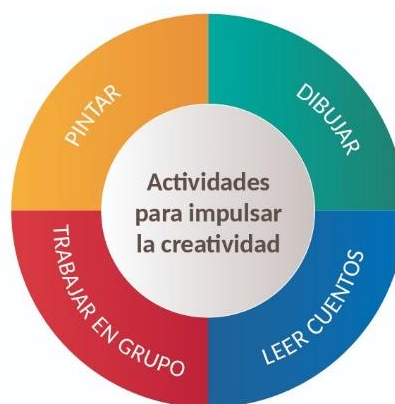 PINTAR
DIBUJAR
Actividades
para impulsar
la creatividad
TRABAJAR EN GRUPO
LEER CUENTOS